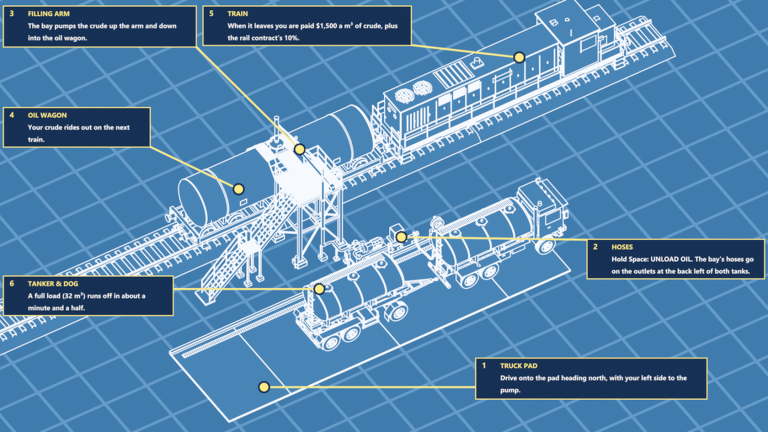 3 FILLING ARM
The bay pumps the crude up the arm and down
into the oil wagon.
5 TRAIN
When it leaves you are paid $1,500 a m³ of crude, plus
the rail contract's 10%.
4 OIL WAGON
Your crude rides out on the next
train.
2 HOSES
Hold Space: UNLOAD OIL. The bay's hoses go
on the outlets at the back left of both tanks.
6 TANKER & DOG
A full load (32 m³) runs off in about a
minute and a half.
1 TRUCK PAD
Drive onto the pad heading north, with your left side to the
pump.